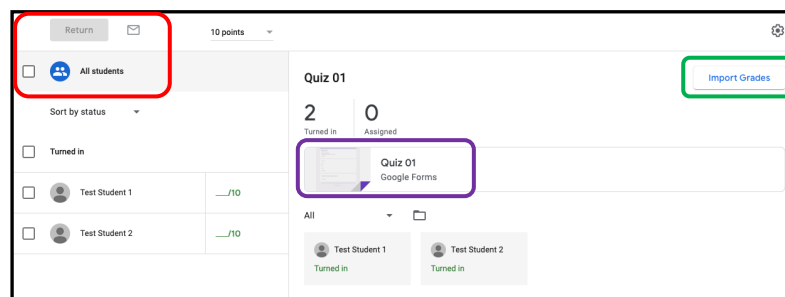 Return
10 points
All students
Sort by status
Turned in
Test Student 1
__/10
Test Student 2
__/10
Quiz 01
Import Grades
2
Turned in
0
Assigned
Quiz 01
Google Forms
All
Test Student 1
Turned in
Test Student 2
Turned in